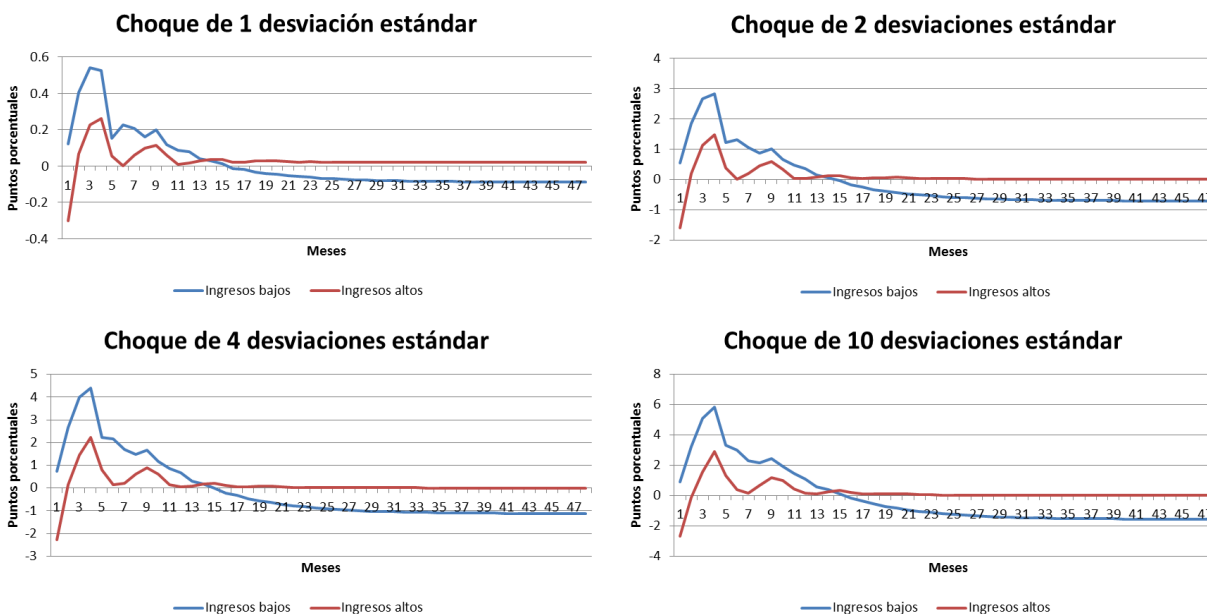 Choque de 1 desviación estándar
Puntos porcentuales
0.6
0.4
0.2
0
-0.2
-0.4
1 3 5 7 9 11 13 15 17 19 21 23 25 27 29 31 33 35 37 39 41 43 45 47
Meses
Ingresos bajos Ingresos altos
Choque de 2 desviaciones estándar
Puntos porcentuales
4
3
2
1
0
-1
-2
1 3 5 7 9 11 13 15 17 19 21 23 25 27 29 31 33 35 37 39 41 43 45 47
Meses
Ingresos bajos Ingresos altos
Choque de 4 desviaciones estándar
Puntos porcentuales
5
4
3
2
1
0
-1
-2
-3
1 3 5 7 9 11 13 15 17 19 21 23 25 27 29 31 33 35 37 39 41 43 45 47
Meses
Ingresos bajos Ingresos altos
Choque de 10 desviaciones estándar
Puntos porcentuales
8
6
4
2
0
-2
-4
1 3 5 7 9 11 13 15 17 19 21 23 25 27 29 31 33 35 37 39 41 43 45 47
Meses
Ingresos bajos Ingresos altos